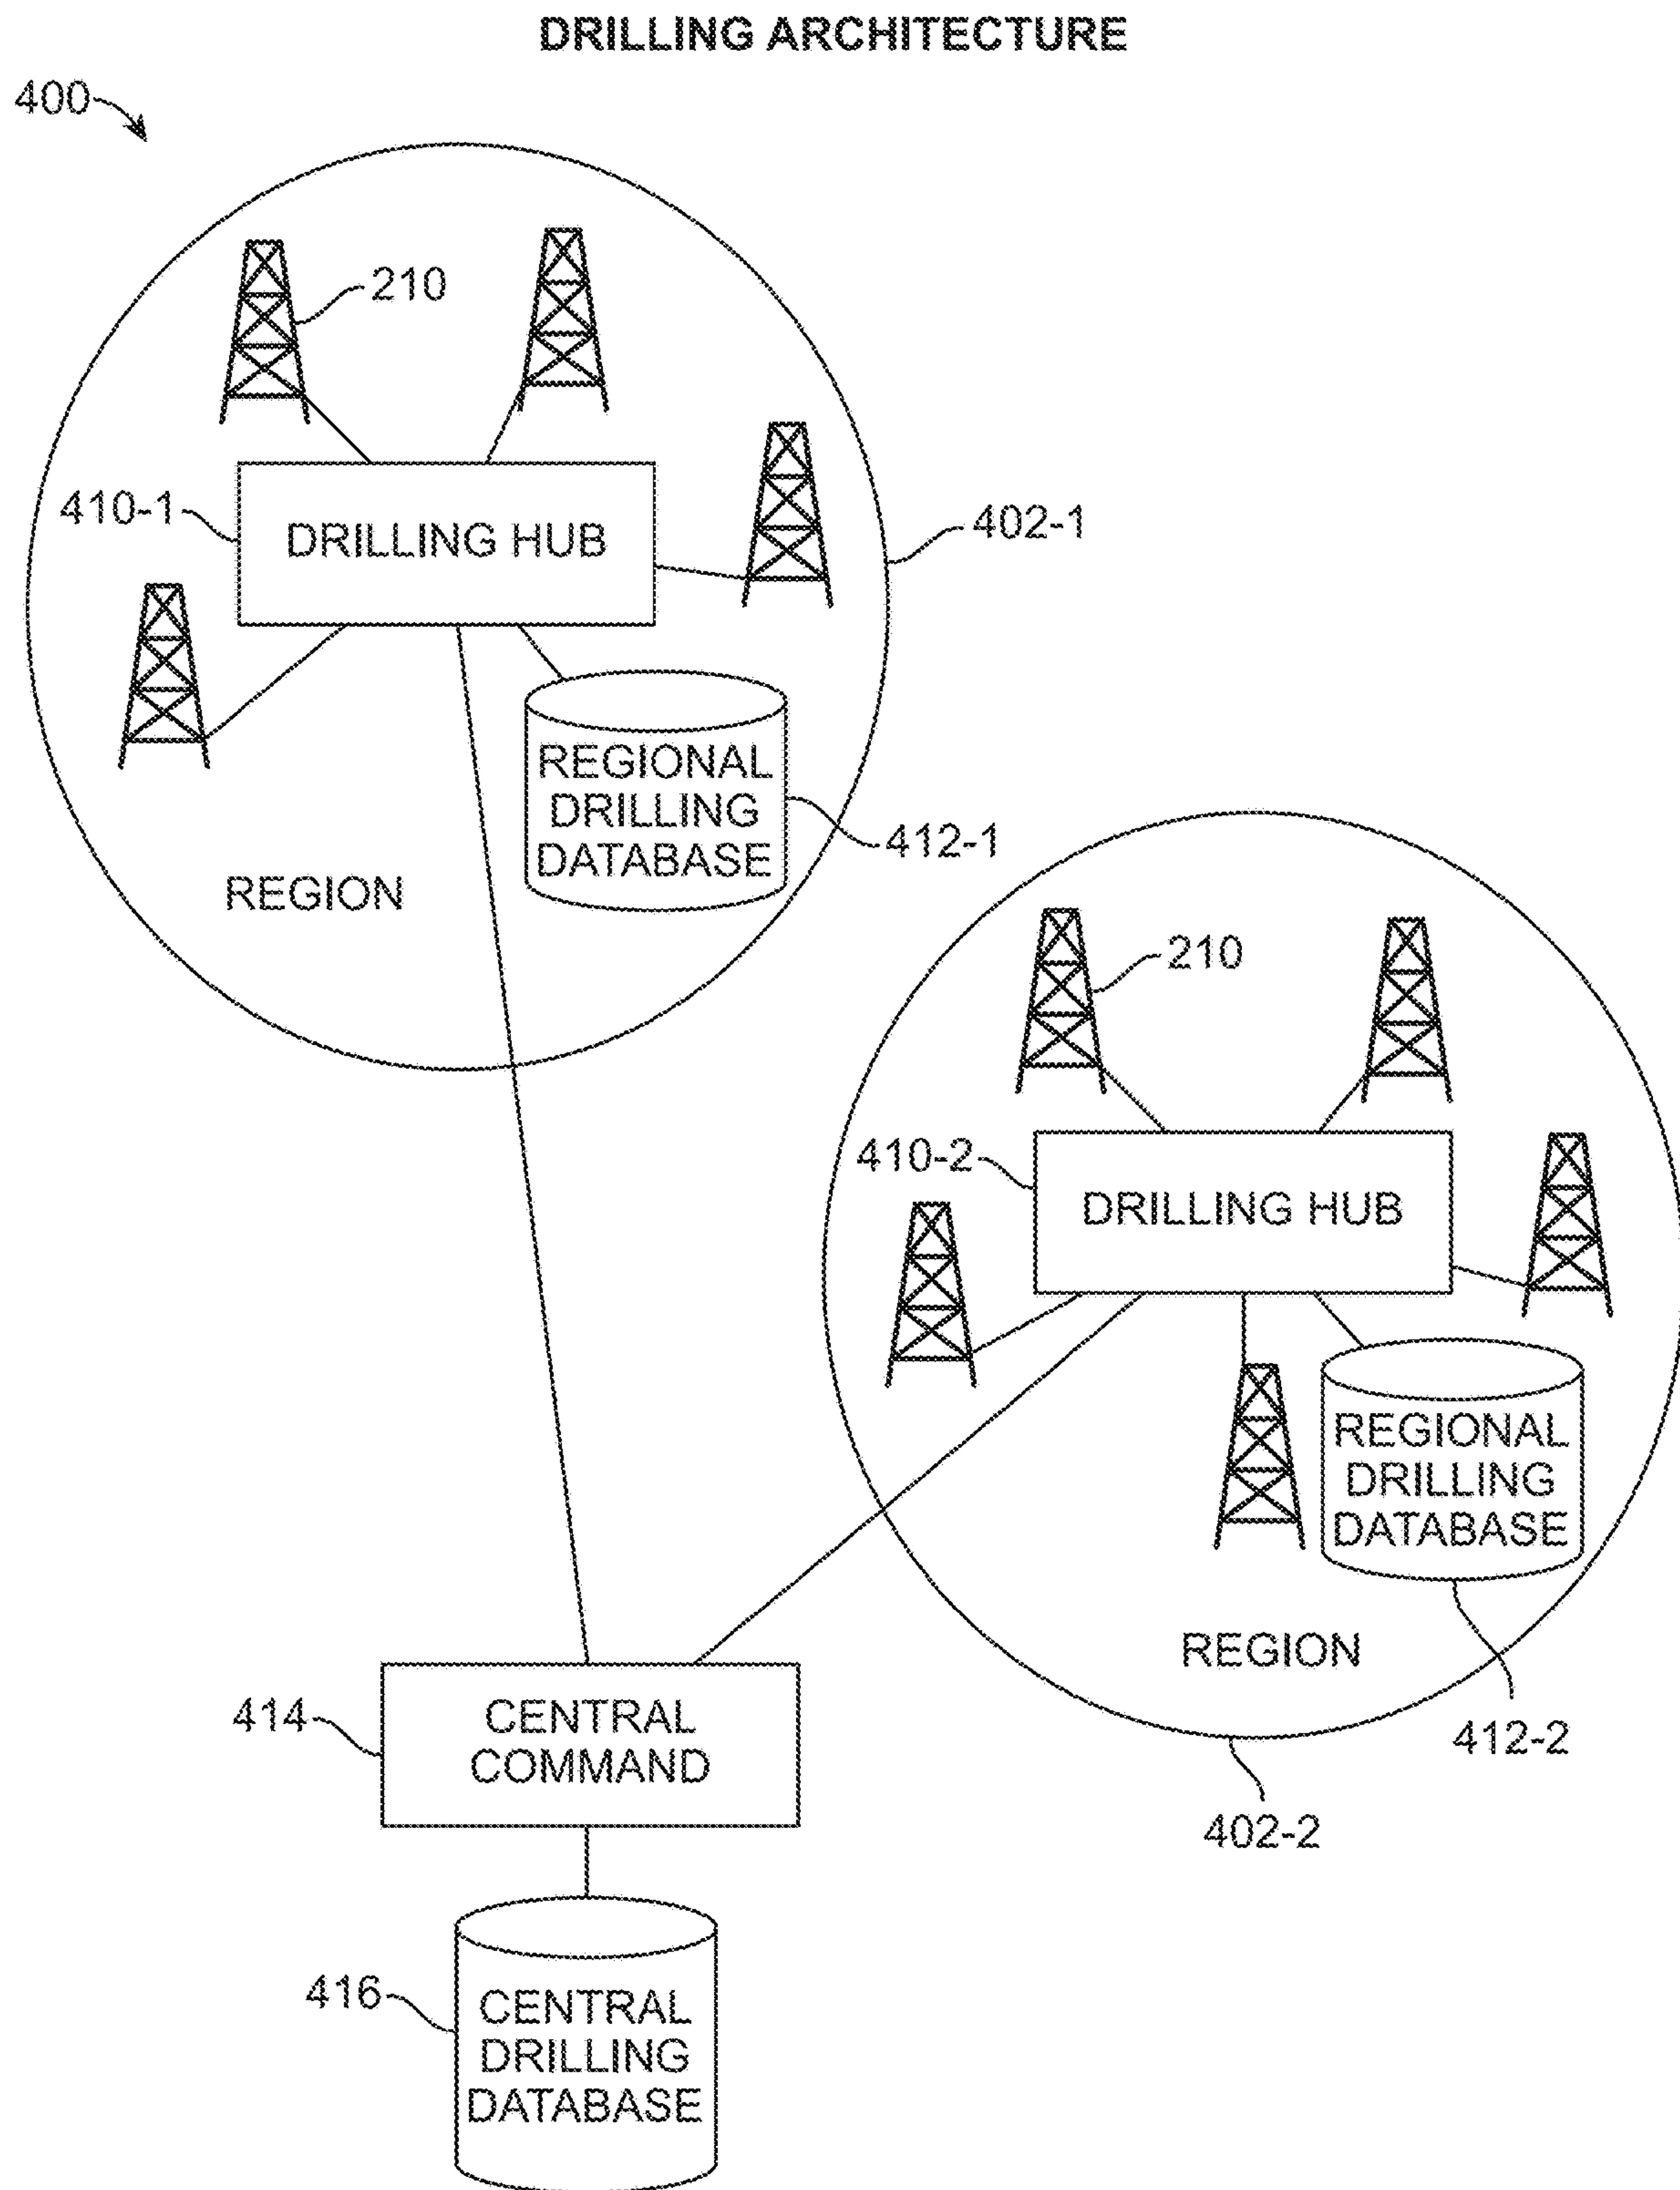 DRILLING ARCHITECTURE
400
210
410-1
DRILLING HUB
402-1
REGIONAL
DRILLING
DATABASE
412-1
REGION
210
410-2
DRILLING HUB
REGIONAL
DRILLING
DATABASE
REGION
412-2
402-2
414
CENTRAL
COMMAND
416
CENTRAL
DRILLING
DATABASE